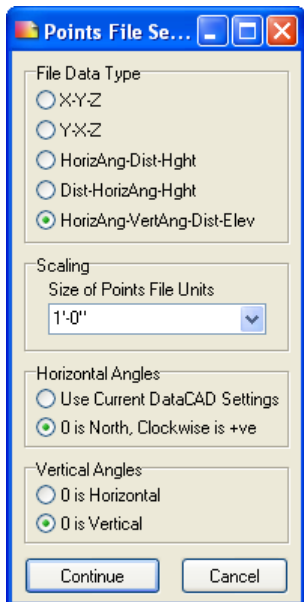 Points File Se...
File Data Type
X-Y-Z
Y-X-Z
HorizAng-Dist-Hght
Dist-HorizAng-Hght
HorizAng-VertAng-Dist-Elev
Scaling
Size of Points File Units
1'-0"
Horizontal Angles
Use Current DataCAD Settings
0 is North, Clockwise is +ve
Vertical Angles
0 is Horizontal
0 is Vertical
Continue Cancel